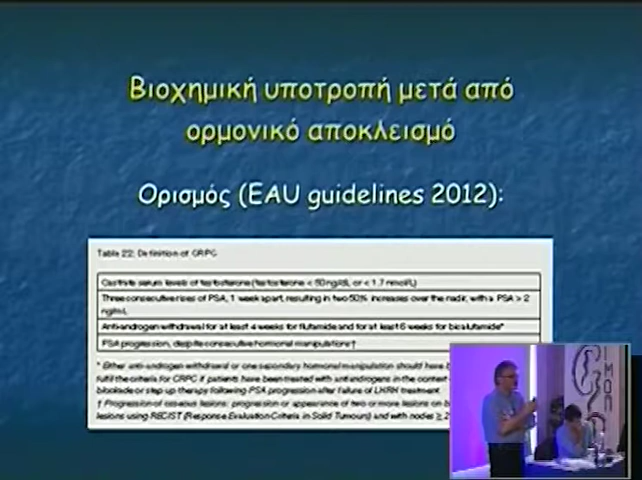 Βιοχημική υποτροπή μετά από
ορμονικό αποκλεισμό
Ορισμός (EAU guidelines 2012):
Table 22: Definition of CRPC
Castrate serum levels of testosterone (testosterone < 50 ng/dL or < 1.7 nmol/L)
Three consecutive rises of PSA, 1 week apart, resulting in two 50% increases over the nadir, with a PSA > 2
ng/mL
Anti-androgen withdrawal for at least 4 weeks for flutamide and for at least 6 weeks for bicalutamide*
PSA progression, despite consecutive hormonal manipulations†
* Either anti-androgen withdrawal or one secondary hormonal manipulation should have
fulfil the criteria for CRPC if patients have been treated with anti-androgens in the context
blockade or step up therapy following PSA progression after failure of LHRH treatment.
† Progression of osseous lesions: progression or appearance of two or more lesions on
lesions using RECIST (Response Evaluation Criteria in Solid Tumours) and with nodes ≥ 2